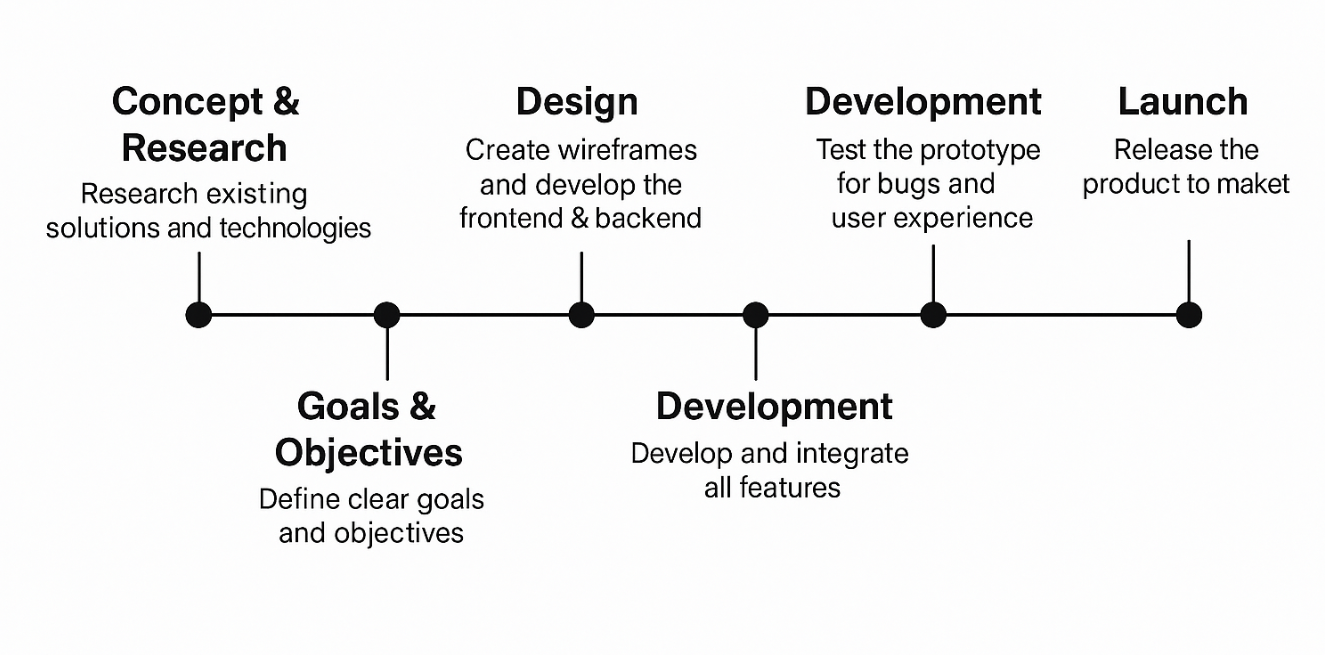 Concept &
Research
Research existing
solutions and technologies
Goals &
Objectives
Define clear goals
and objectives
Design
Create wireframes
and develop the
frontend & backend
Development
Develop and integrate
all features
Development
Test the prototype
for bugs and
user experience
Launch
Release the
product to maket